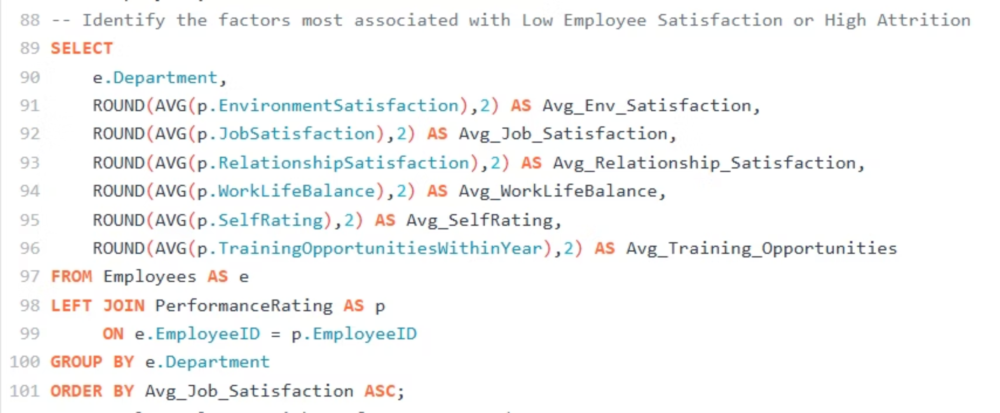 88 -- Identify the factors most associated with Low Employee Satisfaction or High Attrition
89 SELECT
90     e.Department,
91     ROUND(AVG(p.EnvironmentSatisfaction),2) AS Avg_Env_Satisfaction,
92     ROUND(AVG(p.JobSatisfaction),2) AS Avg_Job_Satisfaction,
93     ROUND(AVG(p.RelationshipSatisfaction),2) AS Avg_Relationship_Satisfaction,
94     ROUND(AVG(p.WorkLifeBalance),2) AS Avg_WorkLifeBalance,
95     ROUND(AVG(p.SelfRating),2) AS Avg_SelfRating,
96     ROUND(AVG(p.TrainingOpportunitiesWithinYear),2) AS Avg_Training_Opportunities
97 FROM Employees AS e
98 LEFT JOIN PerformanceRating AS p
99      ON e.EmployeeID = p.EmployeeID
100 GROUP BY e.Department
101 ORDER BY Avg_Job_Satisfaction ASC;